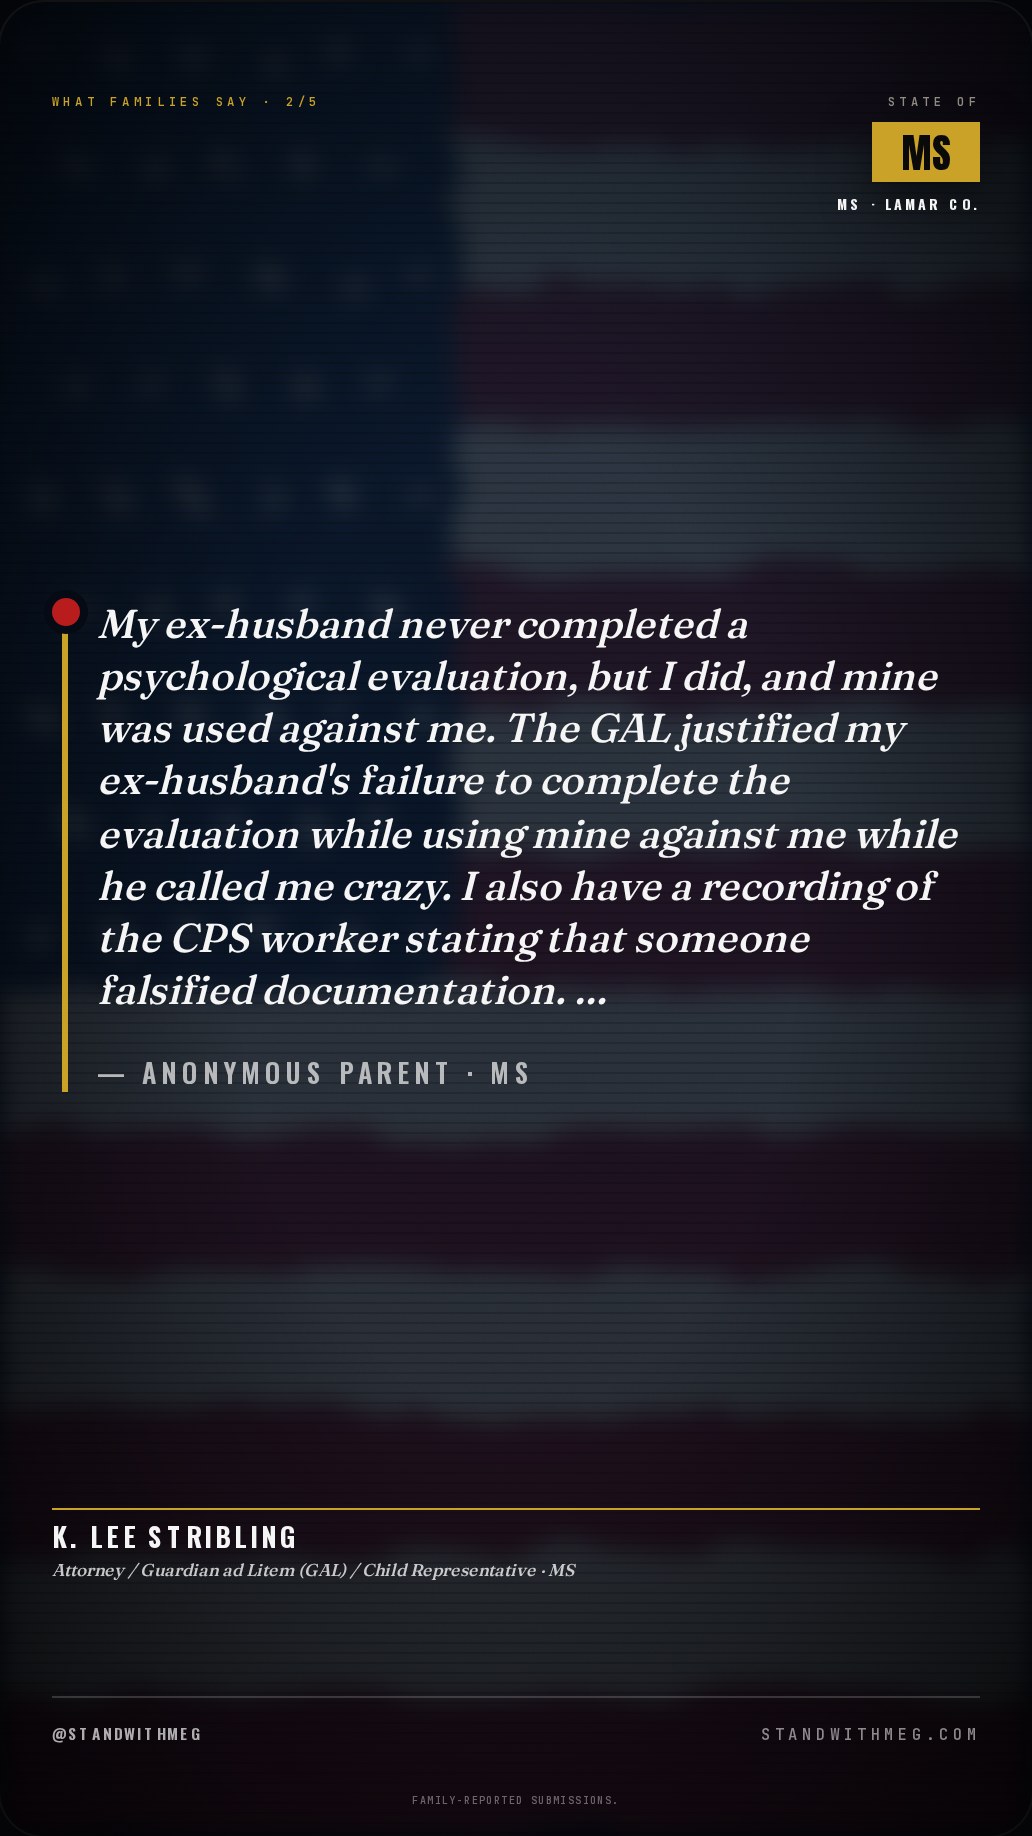 WHAT FAMILIES SAY · 2/5
STATE OF
MS
MS · LAMAR CO.
My ex-husband never completed a
psychological evaluation, but I did, and mine
was used against me. The GAL justified my
ex-husband's failure to complete the
evaluation while using mine against me while
he called me crazy. I also have a recording of
the CPS worker stating that someone
falsified documentation. ...
— ANONYMOUS PARENT · MS
K. LEE STRIBLING
Attorney / Guardian ad Litem (GAL) / Child Representative · MS
@STANDWITHMEG
STANDWITHMEG.COM
FAMILY-REPORTED SUBMISSIONS.